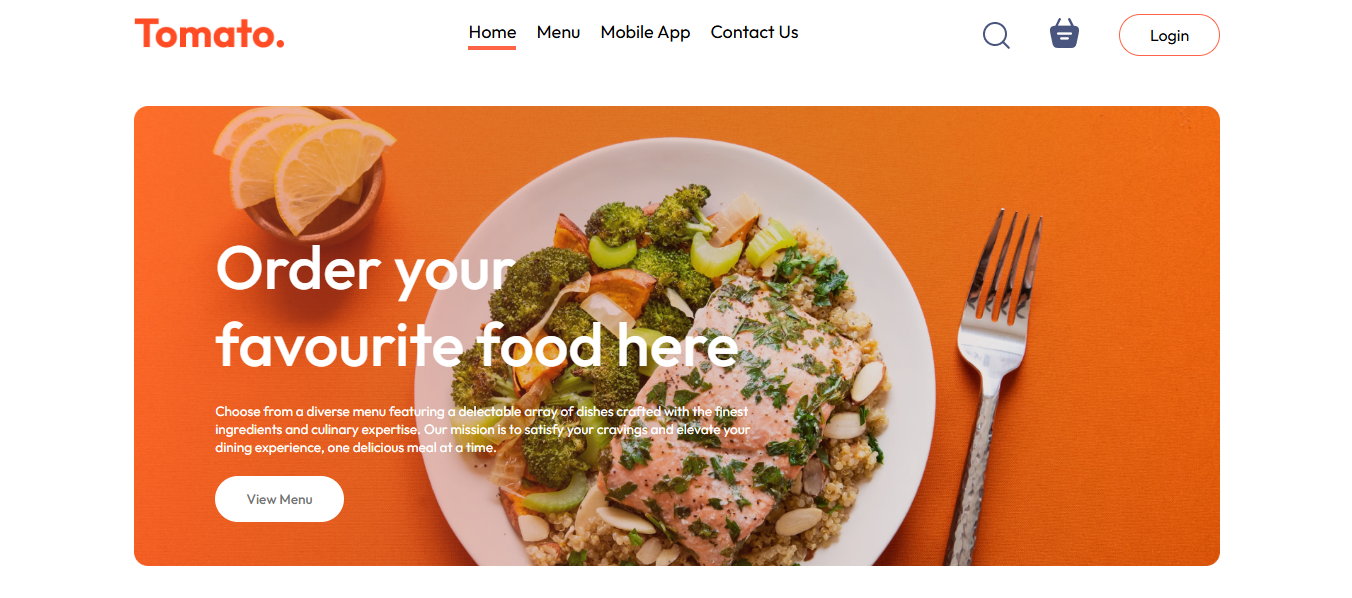 Tomato.
Home Menu Mobile App Contact Us
Login
Order your
favourite food here
Choose from a diverse menu featuring a delectable array of dishes crafted with the finest
ingredients and culinary expertise. Our mission is to satisfy your cravings and elevate your
dining experience, one delicious meal at a time.
View Menu